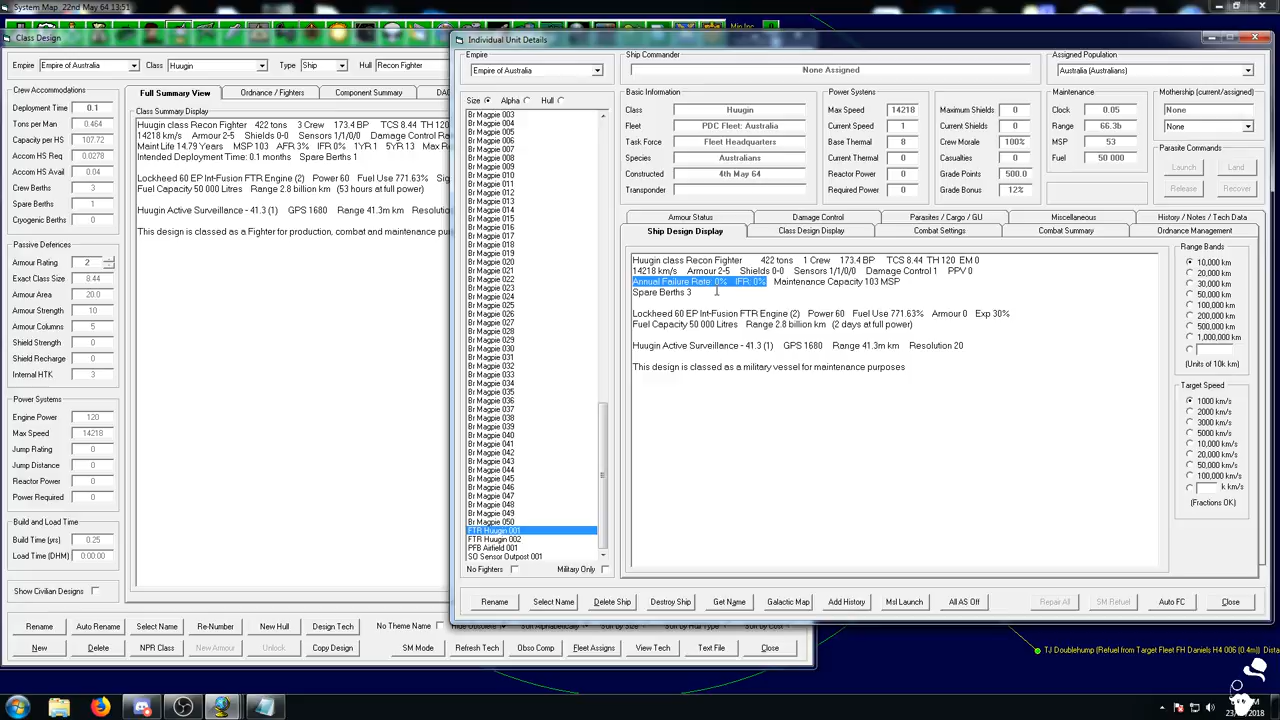 System Map 22nd May 64 13:51
Class Design
Empire Empire of Australia Class Huugin Type Ship Hull Recon Fighter
Crew Accommodations
Deployment Time 0.1
Tons per Man 0.464
Capacity per HS 107.72
Accom HS Req 0.0278
Accom HS Avail 0.04
Crew Berths 3
Spare Berths 1
Cryogenic Berths 0
Passive Defences
Armour Rating 2
Exact Class Size 8.44
Armour Area 20.0
Armour Strength 10
Armour Columns 5
Shield Strength 0
Shield Recharge 0
Internal HTK 3
Power Systems
Engine Power 120
Max Speed 14218
Jump Rating 0
Jump Distance 0
Reactor Power 0
Power Required 0
Build and Load Time
Build Time (yrs) 0.25
Load Time (DHM) 0:00:00
Show Civilian Designs
Full Summary View Ordnance / Fighters Component Summary
Class Summary Display
Huugin class Recon Fighter 422 tons 3 Crew 173.4 BP TCS 8.44 TH 120
14218 km/s Armour 2-5 Shields 0-0 Sensors 1/1/0/0 Damage Control Ra
Maint Life 14.79 Years MSP 103 AFR 3% IFR 0% 1YR 1 5YR 13 Max Re
Intended Deployment Time: 0.1 months Spare Berths 1
Lockheed 60 EP Int-Fusion FTR Engine (2) Power 60 Fuel Use 771.63% Sig
Fuel Capacity 50 000 Litres Range 2.8 billion km (53 hours at full power)
Huugin Active Surveillance - 41.3 (1) GPS 1680 Range 41.3m km Resolution
This design is classed as a Fighter for production, combat and maintenance pu
Rename Auto Rename Select Name Re-Number New Hull Design Tech No Theme Name
New Delete NPR Class New Armour Unlock Copy Design SM Mode Refresh Tech Obso Comp Fleet Assigns View Tech Text File Close
Individual Unit Details
Empire
Empire of Australia
Size Alpha Hull
Br Magpie 003
Br Magpie 004
Br Magpie 005
Br Magpie 006
Br Magpie 007
Br Magpie 008
Br Magpie 009
Br Magpie 010
Br Magpie 011
Br Magpie 012
Br Magpie 013
Br Magpie 014
Br Magpie 015
Br Magpie 016
Br Magpie 017
Br Magpie 018
Br Magpie 019
Br Magpie 020
Br Magpie 021
Br Magpie 022
Br Magpie 023
Br Magpie 024
Br Magpie 025
Br Magpie 026
Br Magpie 027
Br Magpie 028
Br Magpie 029
Br Magpie 030
Br Magpie 031
Br Magpie 032
Br Magpie 033
Br Magpie 034
Br Magpie 035
Br Magpie 036
Br Magpie 037
Br Magpie 038
Br Magpie 039
Br Magpie 040
Br Magpie 041
Br Magpie 042
Br Magpie 043
Br Magpie 044
Br Magpie 045
Br Magpie 046
Br Magpie 047
Br Magpie 048
Br Magpie 049
Br Magpie 050
FTR Huugin 001
FTR Huugin 002
PFB Airfield 001
SO Sensor Outpost 001
No Fighters Military Only
Ship Commander
None Assigned
Assigned Population
Australia (Australians)
Basic Information
Class Huugin
Fleet PDC Fleet: Australia
Task Force Fleet Headquarters
Species Australians
Constructed 4th May 64
Transponder
Power Systems
Max Speed 14218
Current Speed 1
Base Thermal 8
Current Thermal 0
Reactor Power 0
Required Power 0
Maximum Shields 0
Current Shields 0
Crew Morale 100%
Casualties 0
Grade Points 500.0
Grade Bonus 12%
Maintenance
Clock 0.05
Range 66.3b
MSP 53
Fuel 50 000
Mothership (current/assigned)
None
None
Parasite Commands
Launch Land
Release Recover
Armour Status Damage Control Parasites / Cargo / GU Miscellaneous History / Notes / Tech Data
Ship Design Display Class Design Display Combat Settings Combat Summary Ordnance Management
Huugin class Recon Fighter 422 tons 1 Crew 173.4 BP TCS 8.44 TH 120 EM 0
14218 km/s Armour 2-5 Shields 0-0 Sensors 1/1/0/0 Damage Control 1 PPV 0
Annual Failure Rate: 0% IFR: 0% Maintenance Capacity 103 MSP
Spare Berths 3
Lockheed 60 EP Int-Fusion FTR Engine (2) Power 60 Fuel Use 771.63% Armour 0 Exp 30%
Fuel Capacity 50 000 Litres Range 2.8 billion km (2 days at full power)
Huugin Active Surveillance - 41.3 (1) GPS 1680 Range 41.3m km Resolution 20
This design is classed as a military vessel for maintenance purposes
Range Bands
10,000 km
20,000 km
30,000 km
50,000 km
100,000 km
200,000 km
500,000 km
1,000,000 km
(Units of 10k km)
Target Speed
1000 km/s
2000 km/s
3000 km/s
5000 km/s
10,000 km/s
20,000 km/s
50,000 km/s
100,000 km/s
k km/s
(Fractions OK)
Rename Select Name Delete Ship Destroy Ship Get Name Galactic Map Add History Msl Launch All AS Off Repair All SM Refuel Auto FC Close
TJ Doublehump (Refuel from Target Fleet FH Daniels H4 006 (0.4m)) Dista